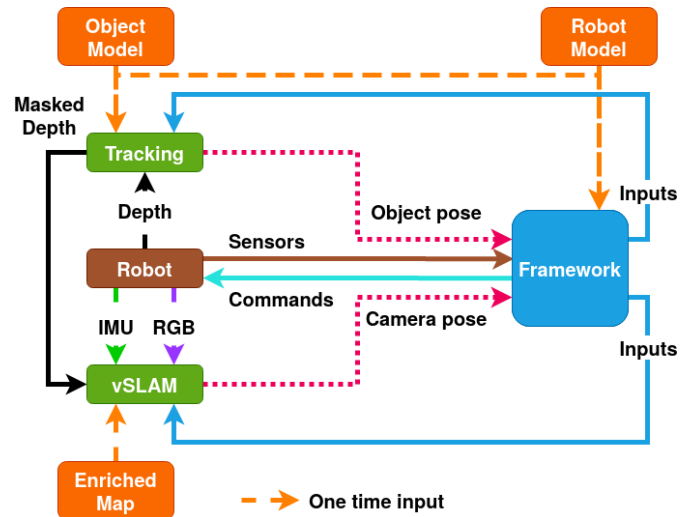 Object
Model
Robot
Model
Masked
Depth
Tracking
Inputs
Depth
Object pose
Sensors
Robot
Framework
Commands
IMU
RGB
Camera pose
Inputs
vSLAM
Enriched
Map
One time input